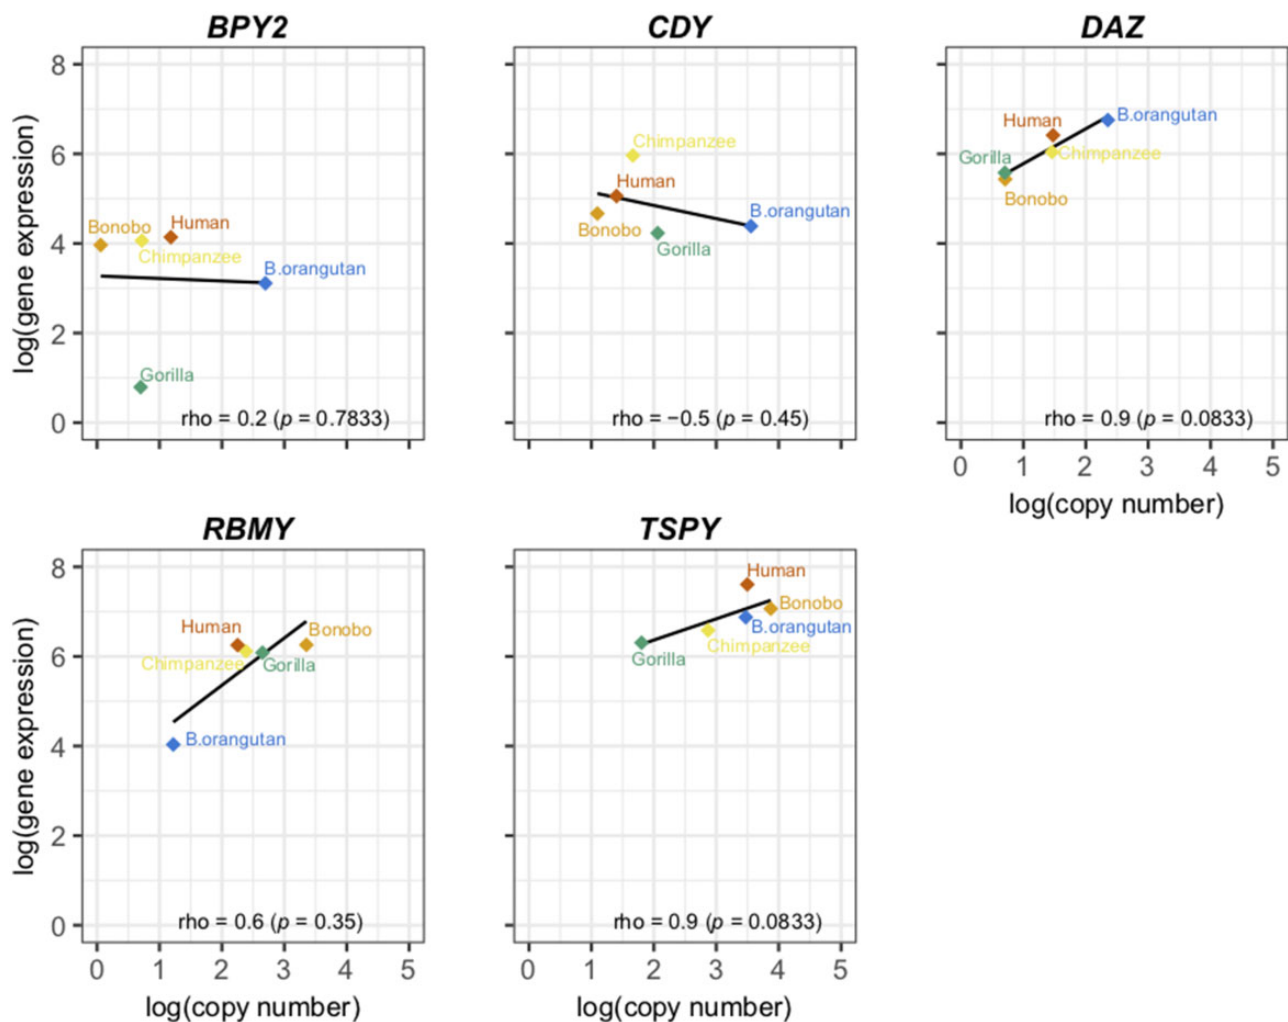 BPY2
CDY
DAZ
log(gene expression)
8
6
4
2
0
Bonobo
Human
Chimpanzee
B.orangutan
Gorilla
rho = 0.2 (p = 0.7833)
Chimpanzee
Human
B.orangutan
Bonobo
Gorilla
rho = −0.5 (p = 0.45)
Human
B.orangutan
Gorilla
Chimpanzee
Bonobo
rho = 0.9 (p = 0.0833)
0 1 2 3 4 5
log(copy number)
RBMY
TSPY
log(gene expression)
8
6
4
2
0
Human
Bonobo
Chimpanzee
Gorilla
B.orangutan
rho = 0.6 (p = 0.35)
0 1 2 3 4 5
log(copy number)
Human
Bonobo
B.orangutan
Chimpanzee
Gorilla
rho = 0.9 (p = 0.0833)
0 1 2 3 4 5
log(copy number)